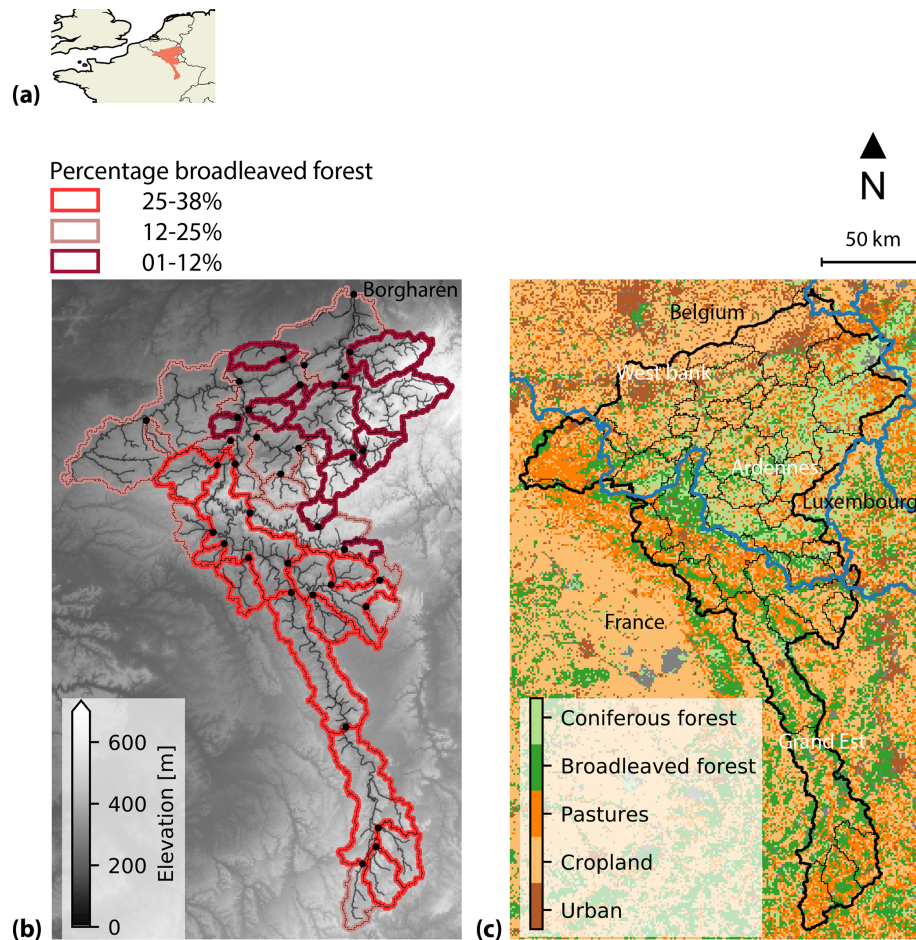 (a)
Percentage broadleaved forest
25-38%
12-25%
01-12%
N
50 km
Borgharen
Belgium
West bank
Ardennes
Luxembourg
France
Grand Est
600
400
200
0
Elevation [m]
Coniferous forest
Broadleaved forest
Pastures
Cropland
Urban
(b)
(c)